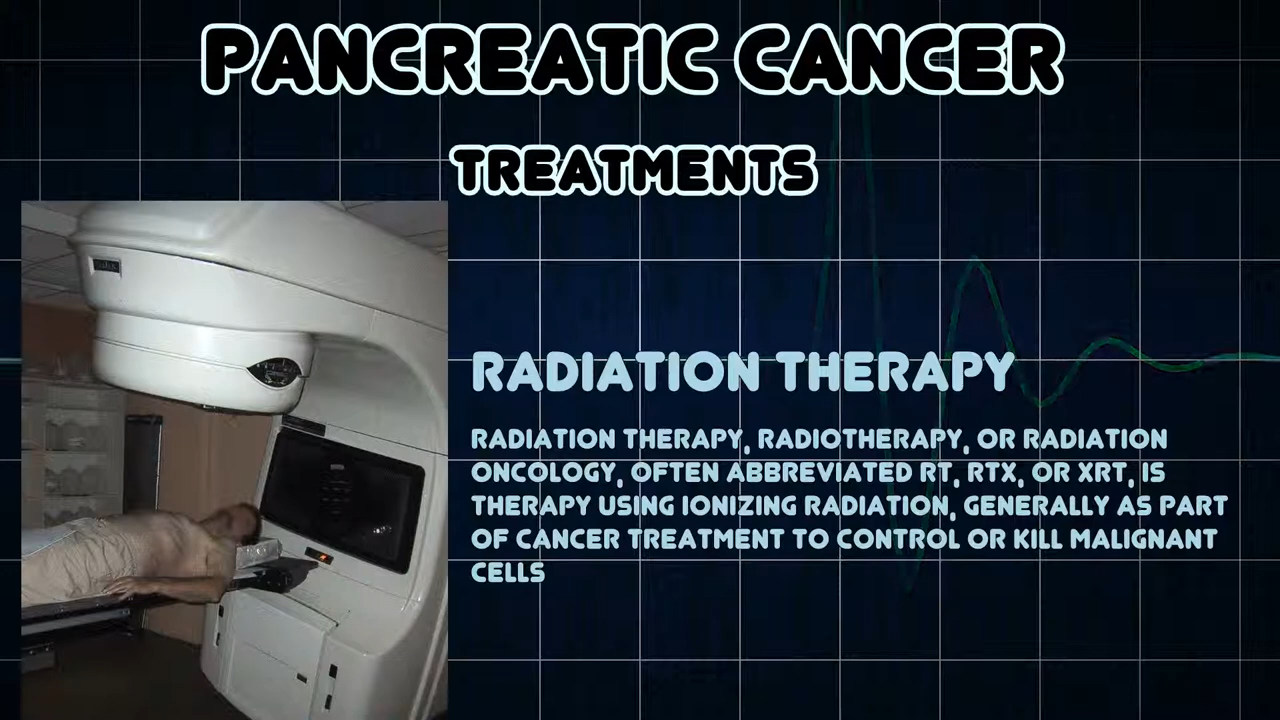 PANCREATIC CANCER
TREATMENTS
RADIATION THERAPY
RADIATION THERAPY, RADIOTHERAPY, OR RADIATION
ONCOLOGY, OFTEN ABBREVIATED RT, RTX, OR XRT, IS
THERAPY USING IONIZING RADIATION, GENERALLY AS PART
OF CANCER TREATMENT TO CONTROL OR KILL MALIGNANT
CELLS